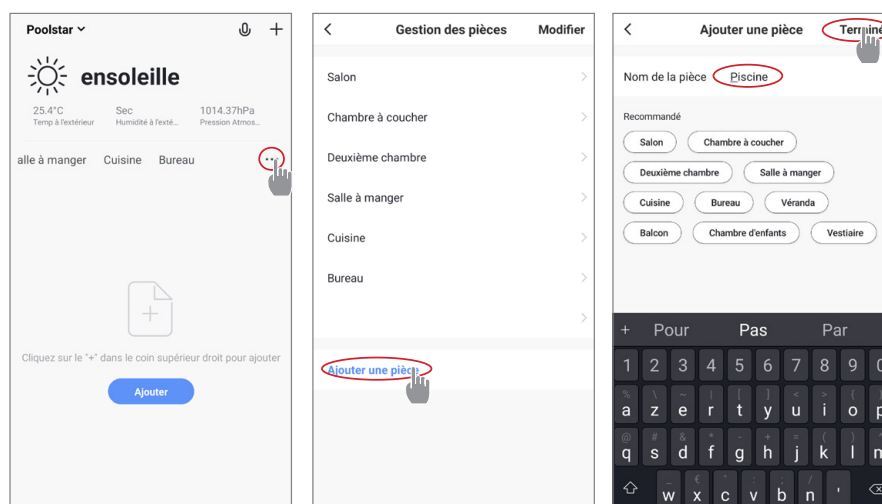 Poolstar
+
ensoleille
25.4°C Sec 1014.37hPa
Temp à l'extérieur Humidité à l'exté... Pression Atmos...
alle à manger Cuisine Bureau ...
Cliquez sur le "+" dans le coin supérieur droit pour ajouter
Ajouter
Gestion des pièces Modifier
Salon
Chambre à coucher
Deuxième chambre
Salle à manger
Cuisine
Bureau
Ajouter une pièce
Ajouter une pièce Terminé
Nom de la pièce Piscine
Recommandé
Salon Chambre à coucher
Deuxième chambre Salle à manger
Cuisine Bureau Véranda
Balcon Chambre d'enfants Vestiaire
+ Pour Pas Par
1 2 3 4 5 6 7 8 9 0
a z e r t y u i o p
q s d f g h j k l m
w x c v b n '